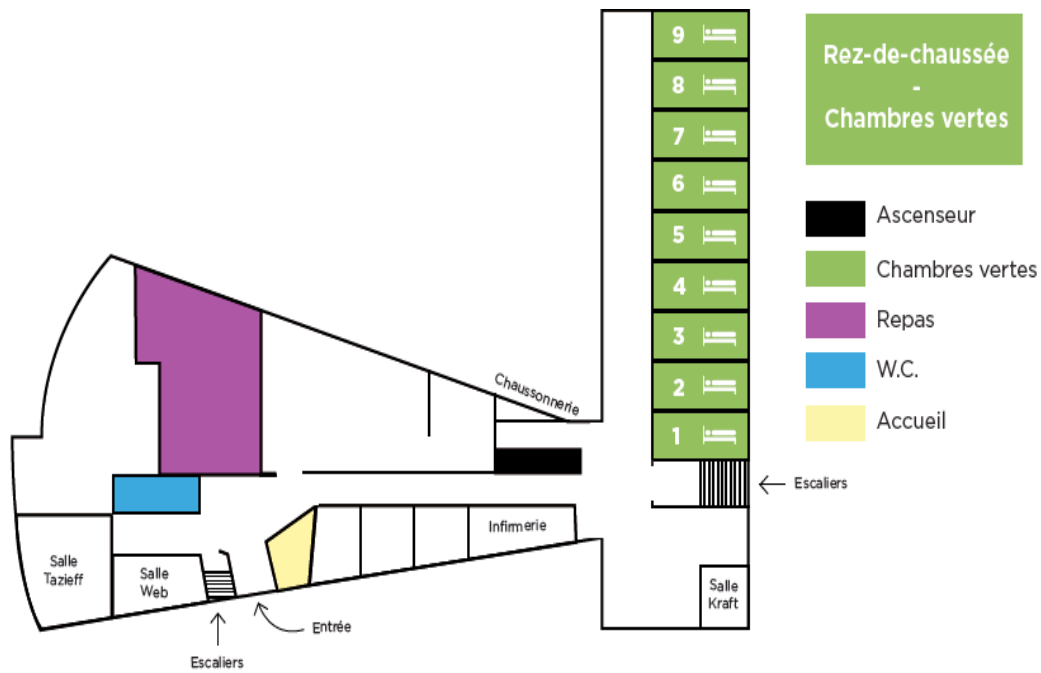 Rez-de-chaussée
-
Chambres vertes
Ascenseur
Chambres vertes
Repas
W.C.
Accueil
9
8
7
6
5
4
3
2
1
Chaussonnerie
Escaliers
Infirmerie
Salle
Tazieff
Salle
Web
Salle
Kraft
Entrée
Escaliers